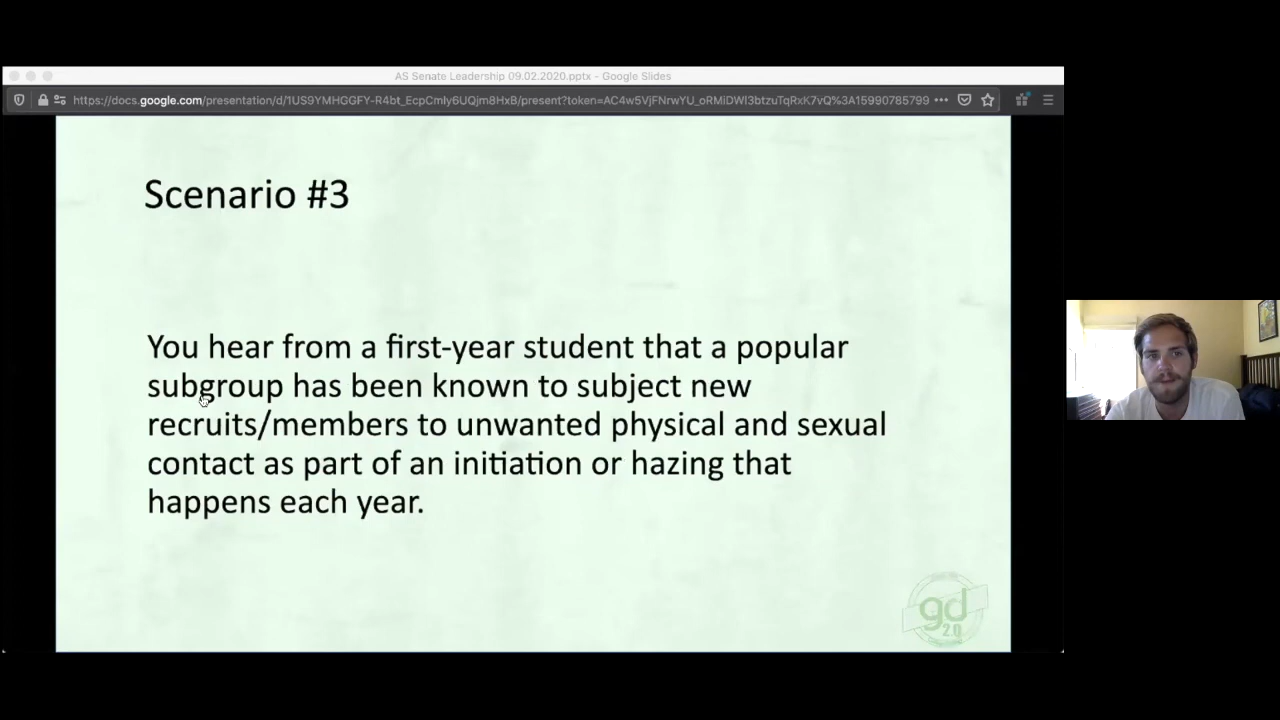 AS Senate Leadership 09.02.2020.pptx - Google Slides
Scenario #3
You hear from a first-year student that a popular
subgroup has been known to subject new
recruits/members to unwanted physical and sexual
contact as part of an initiation or hazing that
happens each year.
gd
2.0